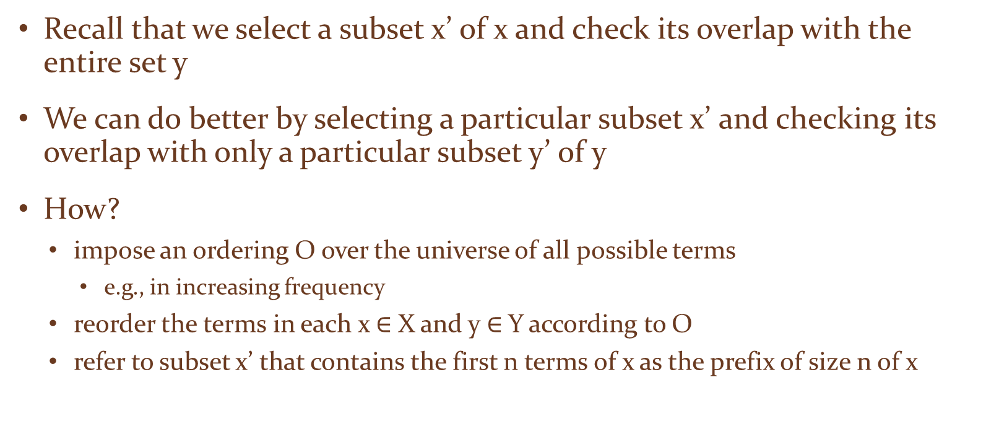 • Recall that we select a subset x’ of x and check its overlap with the
entire set y
• We can do better by selecting a particular subset x’ and checking its
overlap with only a particular subset y’ of y
• How?
• impose an ordering O over the universe of all possible terms
• e.g., in increasing frequency
• reorder the terms in each x ∈ X and y ∈ Y according to O
• refer to subset x’ that contains the first n terms of x as the prefix of size n of x